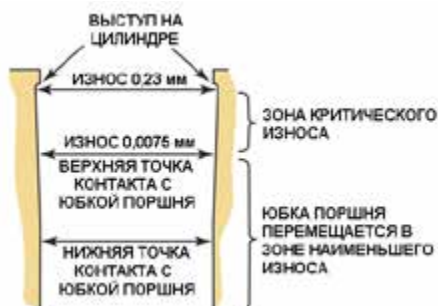 ВЫСТУП НА
ЦИЛИНДРЕ
ИЗНОС 0,23 мм
ИЗНОС 0,0075 мм
ВЕРХНЯЯ ТОЧКА
КОНТАКТА С
ЮБКОЙ ПОРШНЯ
НИЖНЯЯ ТОЧКА
КОНТАКТА С
ЮБКОЙ ПОРШНЯ
ЗОНА КРИТИЧЕСКОГО
ИЗНОСА
ЮБКА ПОРШНЯ
ПЕРЕМЕЩАЕТСЯ В
ЗОНЕ НАИМЕНЬШЕГО
ИЗНОСА